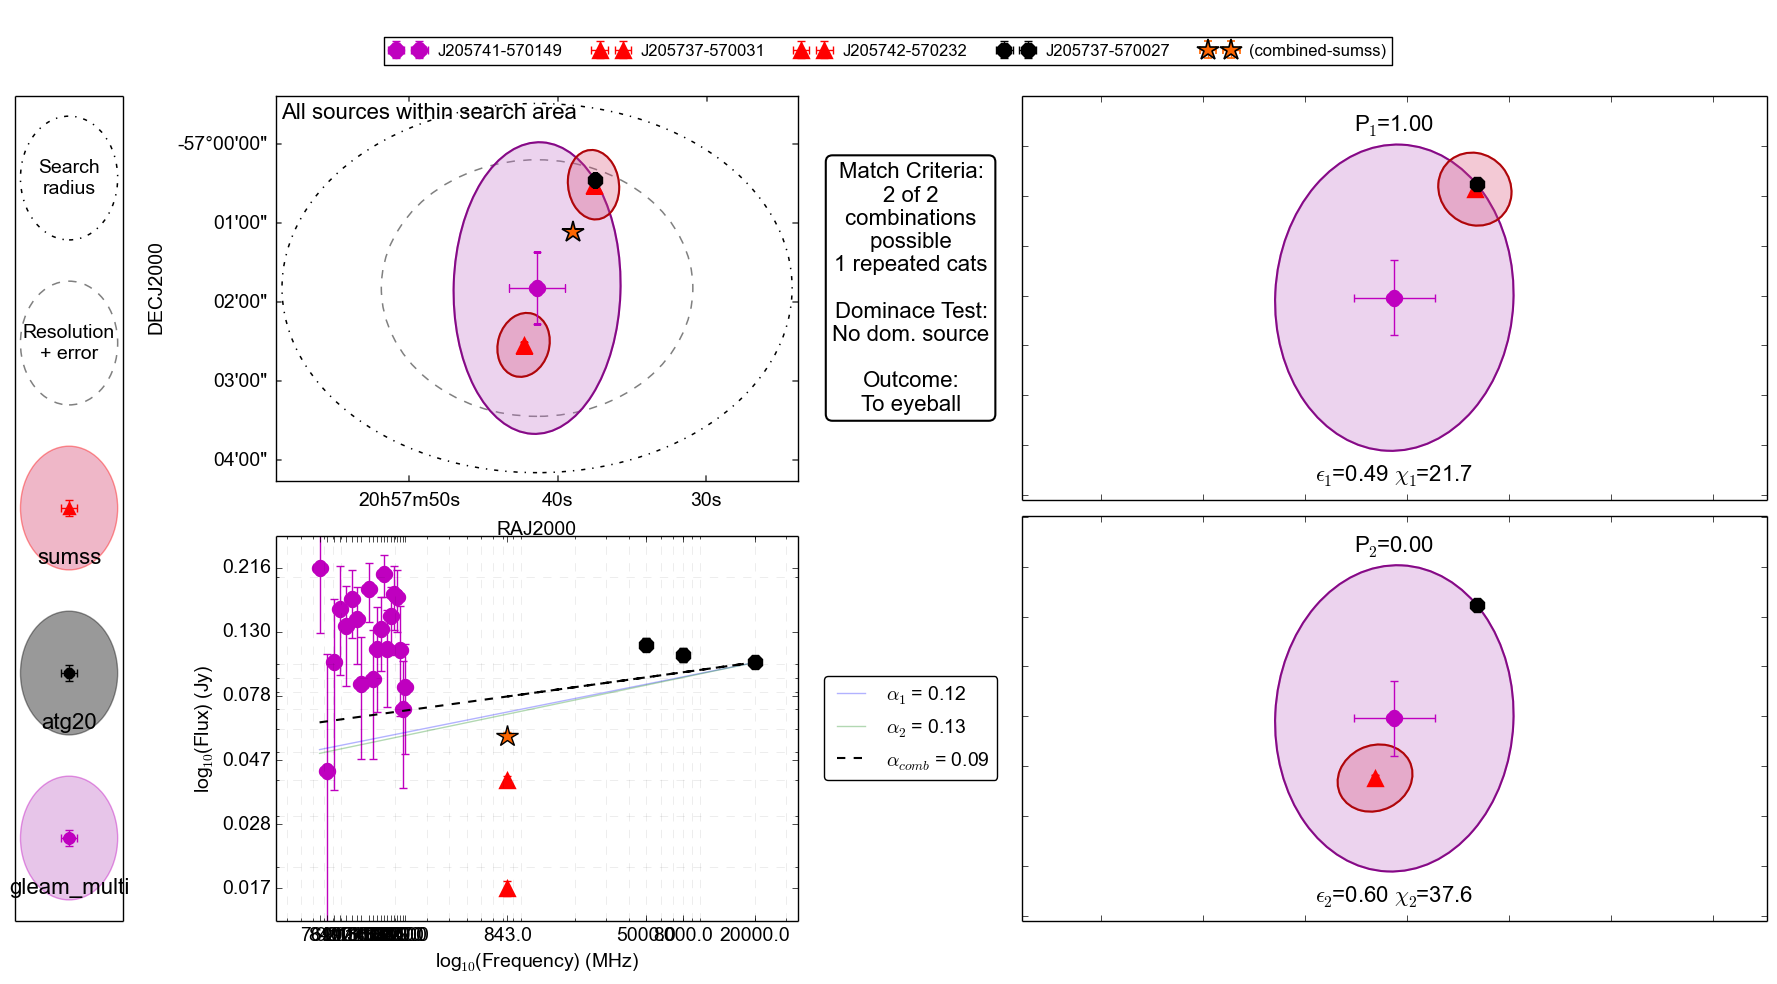 J205741-570149 J205737-570031 J205742-570232 J205737-570027 (combined-sumss)
Search
radius
Resolution
+ error
sumss
atg20
gleam_multi
All sources within search area
DECJ2000
-57°00'00"
01'00"
02'00"
03'00"
04'00"
20h57m50s 40s 30s
RAJ2000
log10(Flux) (Jy)
0.216
0.130
0.078
0.047
0.028
0.017
843.0 5000.0 8000.0 20000.0
log10(Frequency) (MHz)
Match Criteria:
2 of 2
combinations
possible
1 repeated cats
Dominace Test:
No dom. source
Outcome:
To eyeball
α1 = 0.12
α2 = 0.13
αcomb = 0.09
P1=1.00
ϵ1=0.49 χ1=21.7
P2=0.00
ϵ2=0.60 χ2=37.6